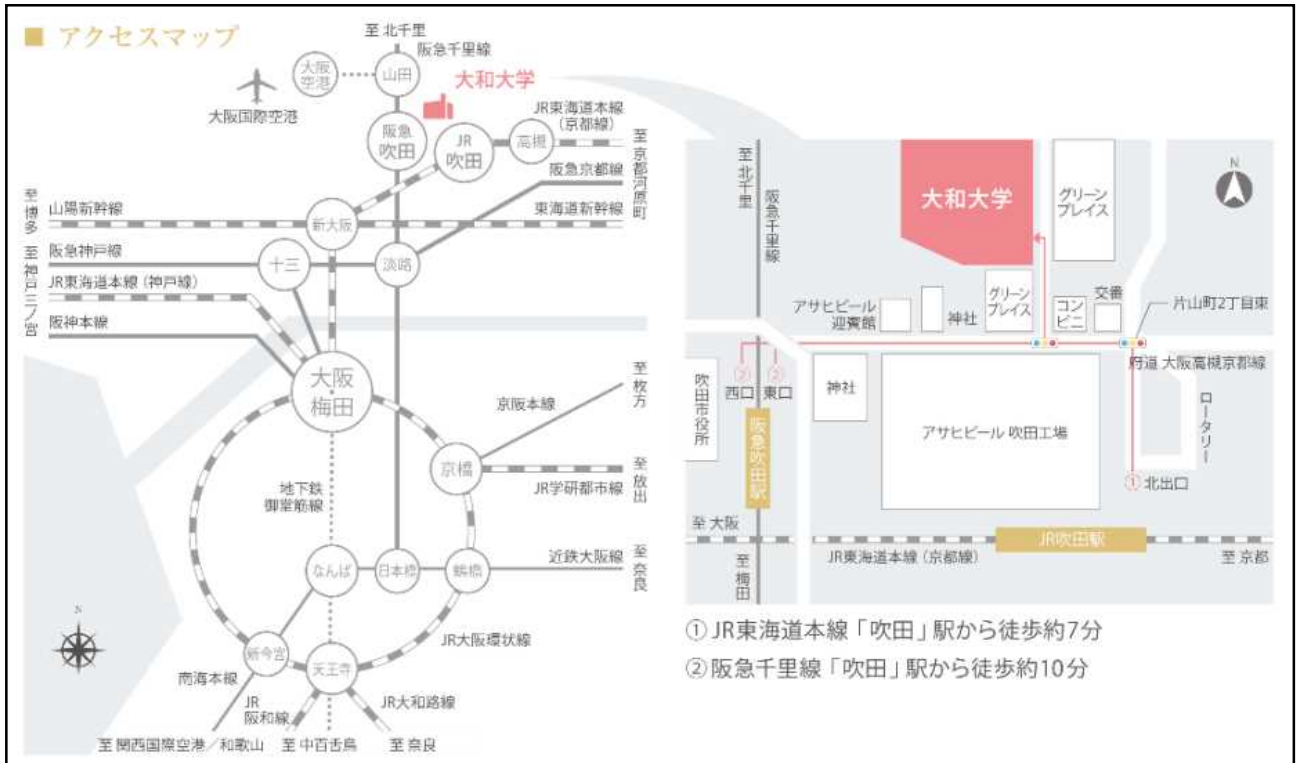 ■ アクセスマップ
至 北千里
阪急千里線
大阪
空港
山田
大和大学
大阪国際空港
JR東海道本線
(京都線)
阪急
吹田
JR
吹田
高槻
至 京都河原町
阪急京都線
至 博多
山陽新幹線
新大阪
東海道新幹線
阪急神戸線
十三
淡路
至 神戸三ノ宮
JR東海道本線 (神戸線)
阪神本線
大阪
梅田
至 枚方
京阪本線
京橋
至 放出
JR学研都市線
地下鉄
御堂筋線
なんば
日本橋
鶴橋
近鉄大阪線
至 奈良
N
JR大阪環状線
新今宮
天王寺
南海本線
JR
阪和線
JR大和路線
至 関西国際空港/和歌山
至 中百舌鳥
至 奈良
至 北千里
阪急千里線
大和大学
グリーン
プレイス
N
アサヒビール
迎賓館
神社
グリーン
プレイス
コン
ビニ
交番
片山町2丁目東
府道 大阪高槻京都線
吹田市役所
② 西口
② 東口
神社
アサヒビール 吹田工場
ロータリー
阪急吹田駅
① 北出口
至 大阪
JR東海道本線 (京都線)
JR吹田駅
至 京都
至 梅田
① JR東海道本線「吹田」駅から徒歩約7分
② 阪急千里線「吹田」駅から徒歩約10分